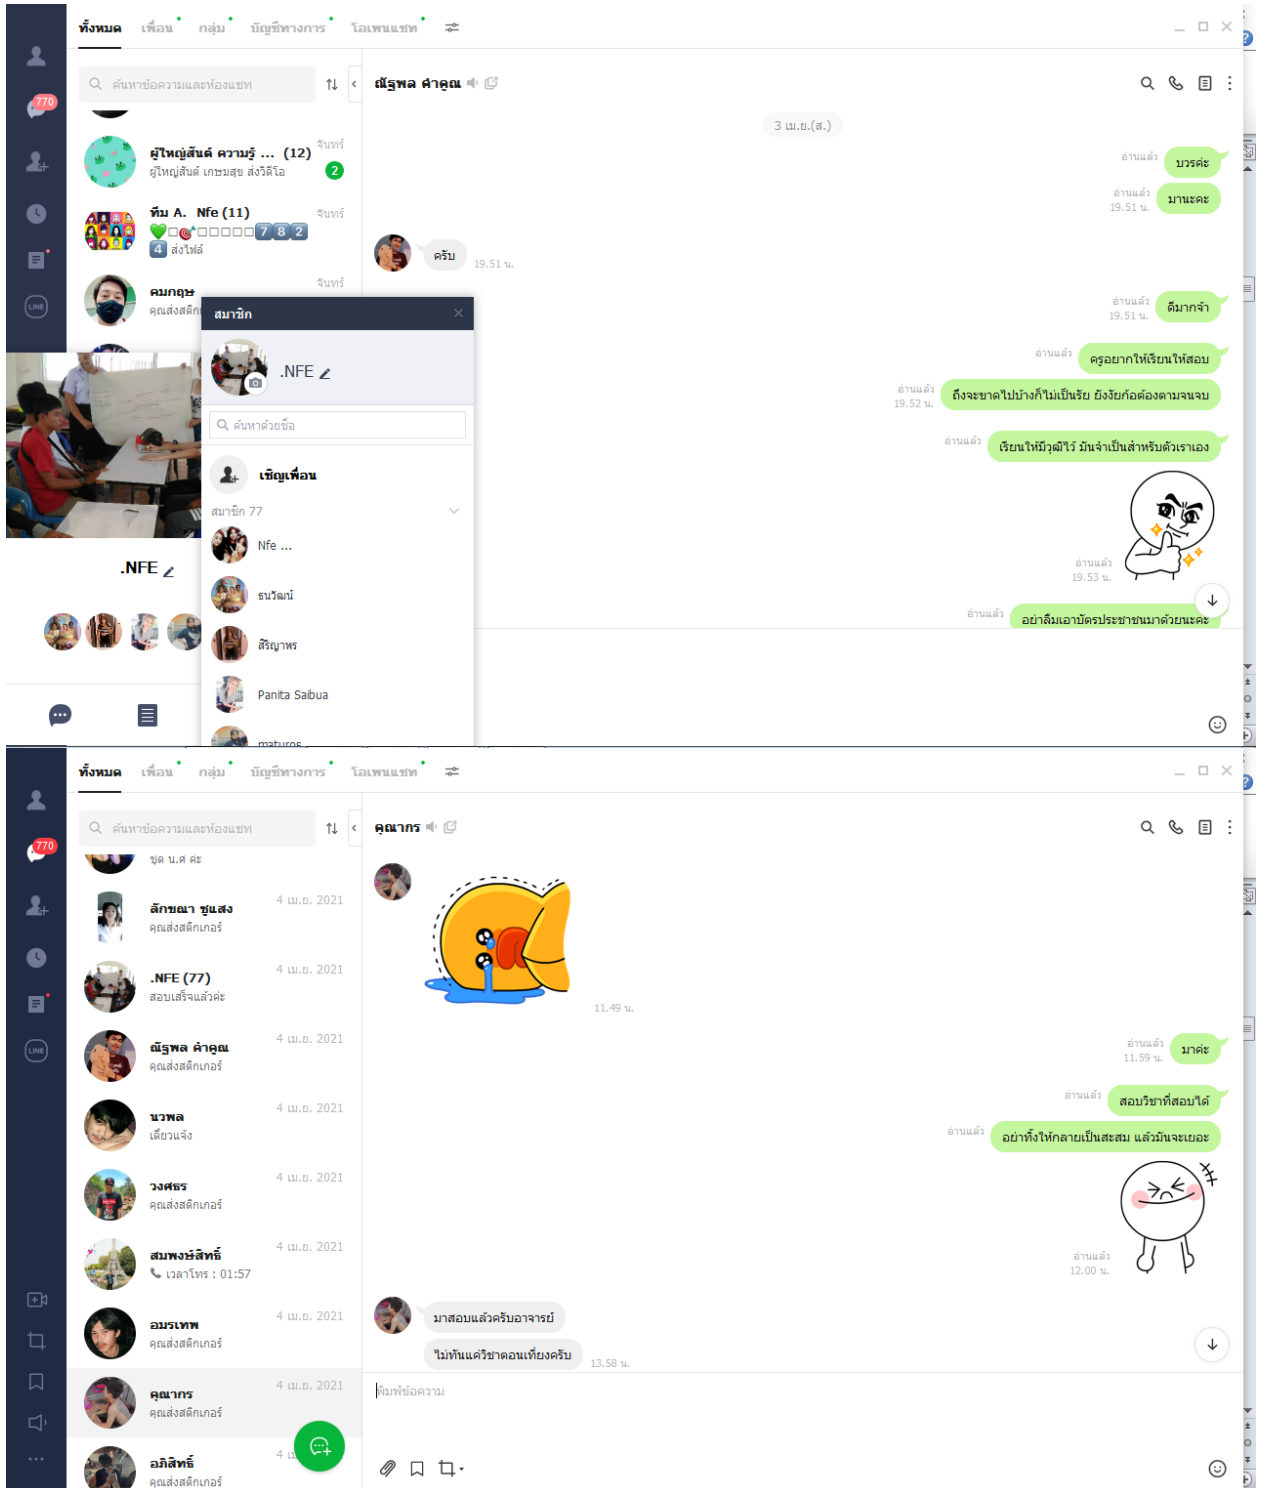 ทั้งหมด เพื่อน กลุ่ม บัญชีทางการ โอเพนแชท
770
ค้นหาข้อความและห้องแชท
ผู้ใหญ่สันต์ ความรู้ ... (12) จันทร์
ผู้ใหญ่สันต์ เกษมสุข ส่งวิดีโอ 2
ทีม A. Nfe (11) จันทร์
💚□🎯□□□□□7️⃣8️⃣2️⃣
4️⃣ ส่งไฟล์
คมกฤษ จันทร์
คุณส่งสติก
LINE
.NFE
สมาชิก
.NFE
ค้นหาด้วยชื่อ
เชิญเพื่อน
สมาชิก 77
Nfe ...
ธนวัฒน์
สิริญาพร
Panita Saibua
maturos
ณัฐพล คำคูณ
3 เม.ย.(ส.)
อ่านแล้ว บวรค่ะ
อ่านแล้ว
19.51 น. มานะคะ
ครับ 19.51 น.
อ่านแล้ว
19.51 น. ดีมากจ้า
อ่านแล้ว ครูอยากให้เรียนให้สอบ
อ่านแล้ว
19.52 น. ถึงจะขาดไปบ้างก็ไม่เป็นรัย ยังรัยก้อต้องตามจนจบ
อ่านแล้ว เรียนให้มีวุฒิไว้ มันจำเป็นสำหรับตัวเราเอง
อ่านแล้ว
19.53 น.
อ่านแล้ว อย่าลืมเอาบัตรประชาชนมาด้วยนะคะ
ทั้งหมด เพื่อน กลุ่ม บัญชีทางการ โอเพนแชท
770
ค้นหาข้อความและห้องแชท
ชุด น.ศ ค่ะ
ลักขณา ชูแสง 4 เม.ย. 2021
คุณส่งสติกเกอร์
.NFE (77) 4 เม.ย. 2021
สอบเสร็จแล้วค่ะ
ณัฐพล คำคูณ 4 เม.ย. 2021
คุณส่งสติกเกอร์
นวพล 4 เม.ย. 2021
เดี๋ยวแจ้ง
วงศธร 4 เม.ย. 2021
คุณส่งสติกเกอร์
สมพงษ์สิทธิ์ 4 เม.ย. 2021
เวลาโทร : 01:57
อมรเทพ 4 เม.ย. 2021
คุณส่งสติกเกอร์
คุณากร 4 เม.ย. 2021
คุณส่งสติกเกอร์
อภิสิทธิ์ 4 เม
คุณส่งสติกเกอร์
LINE
คุณากร
11.49 น.
อ่านแล้ว
11.59 น. มาค่ะ
อ่านแล้ว สอบวิชาที่สอบได้
อ่านแล้ว อย่าทิ้งให้กลายเป็นสะสม แล้วมันจะเยอะ
อ่านแล้ว
12.00 น.
มาสอบแล้วครับอาจารย์
ไม่ทันแค่วิชาตอนเที่ยงครับ 13.58 น.
พิมพ์ข้อความ